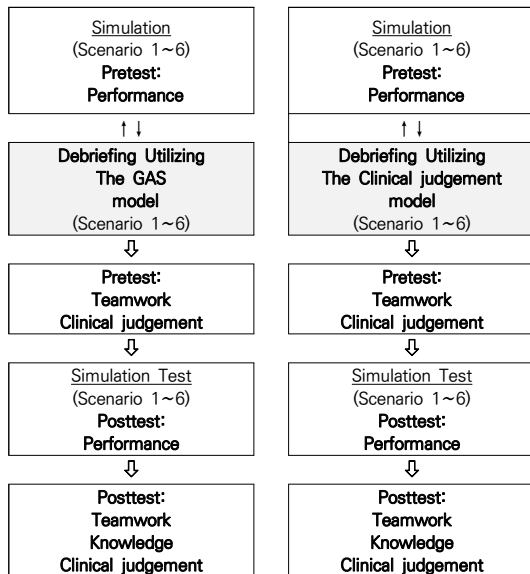 Simulation
(Scenario 1~6)
Pretest:
Performance
↑ ↓
Debriefing Utilizing
The GAS
model
(Scenario 1~6)
⇩
Pretest:
Teamwork
Clinical judgement
⇩
Simulation Test
(Scenario 1~6)
Posttest:
Performance
⇩
Posttest:
Teamwork
Knowledge
Clinical judgement
Simulation
(Scenario 1~6)
Pretest:
Performance
↑ ↓
Debriefing Utilizing
The Clinical judgement
model
(Scenario 1~6)
⇩
Pretest:
Teamwork
Clinical judgement
⇩
Simulation Test
(Scenario 1~6)
Posttest:
Performance
⇩
Posttest:
Teamwork
Knowledge
Clinical judgement